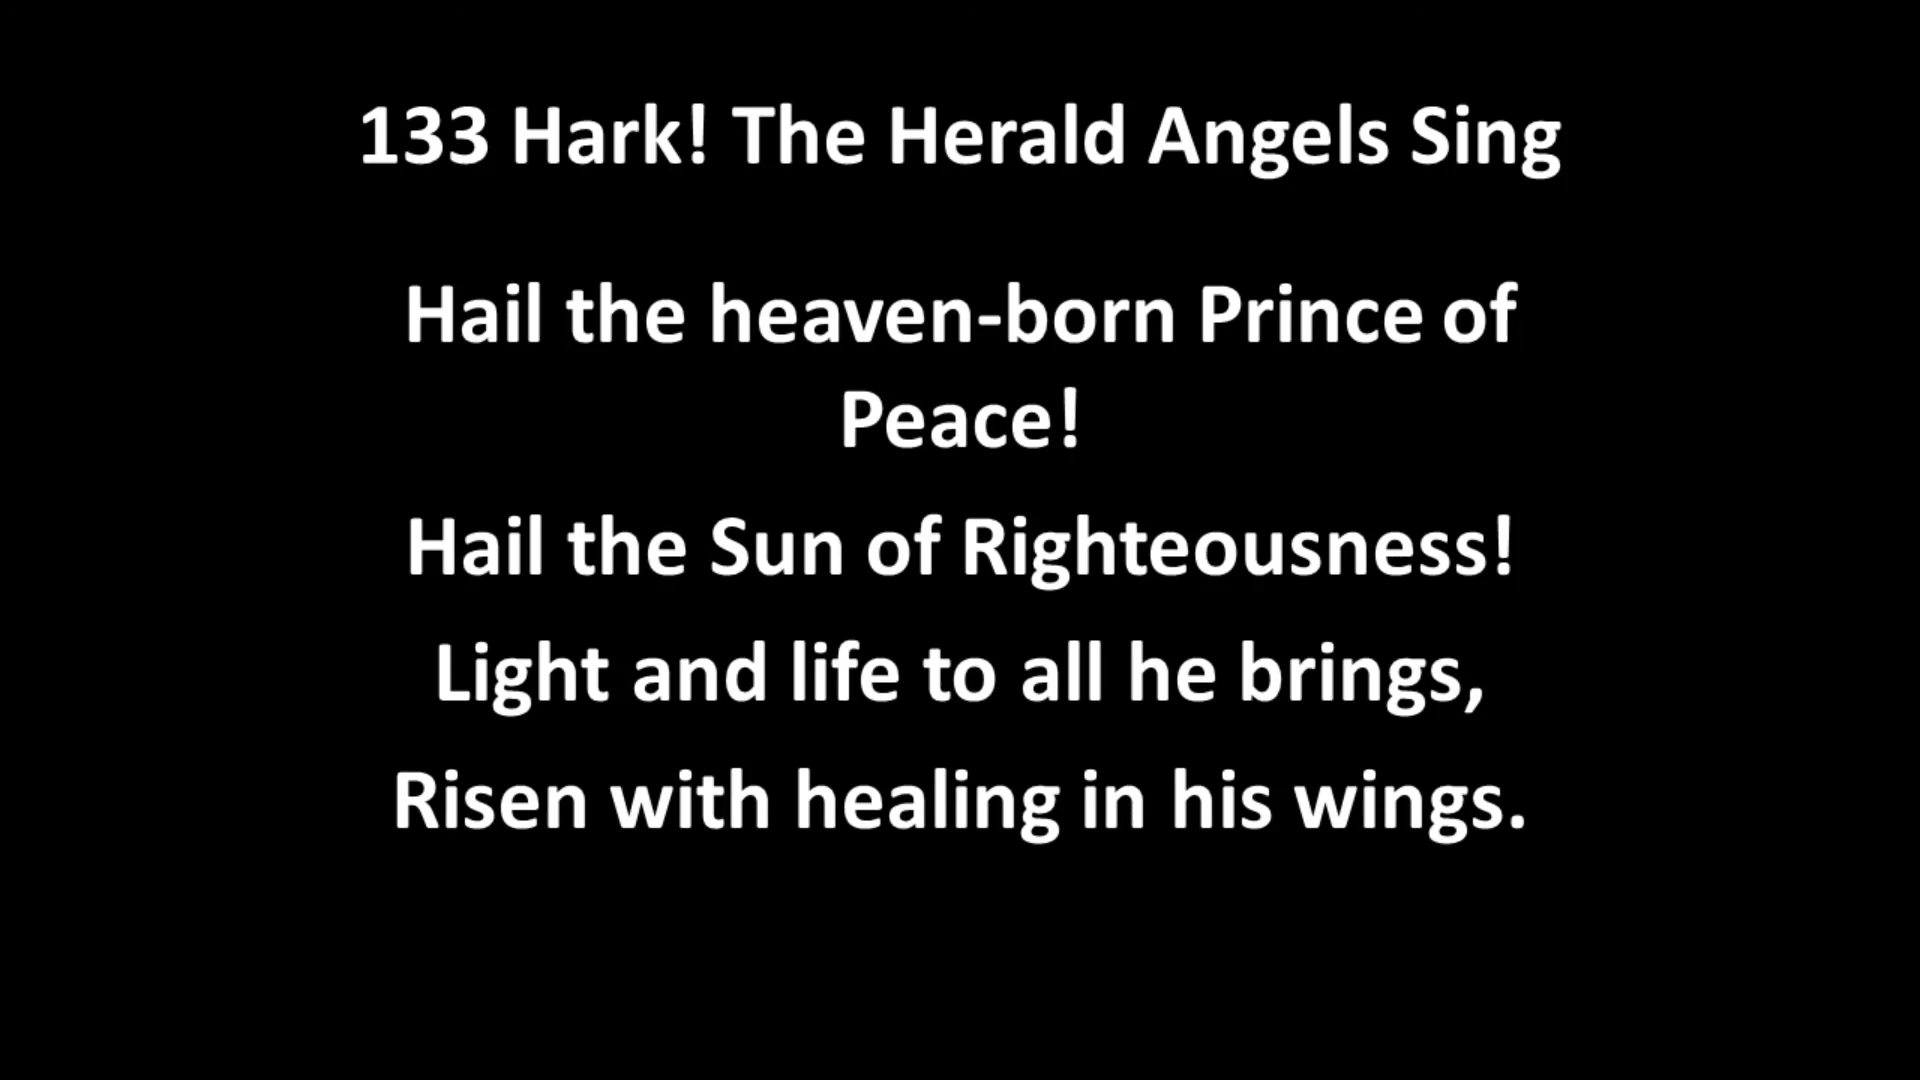 133 Hark! The Herald Angels Sing
Hail the heaven-born Prince of
Peace!
Hail the Sun of Righteousness!
Light and life to all he brings,
Risen with healing in his wings.